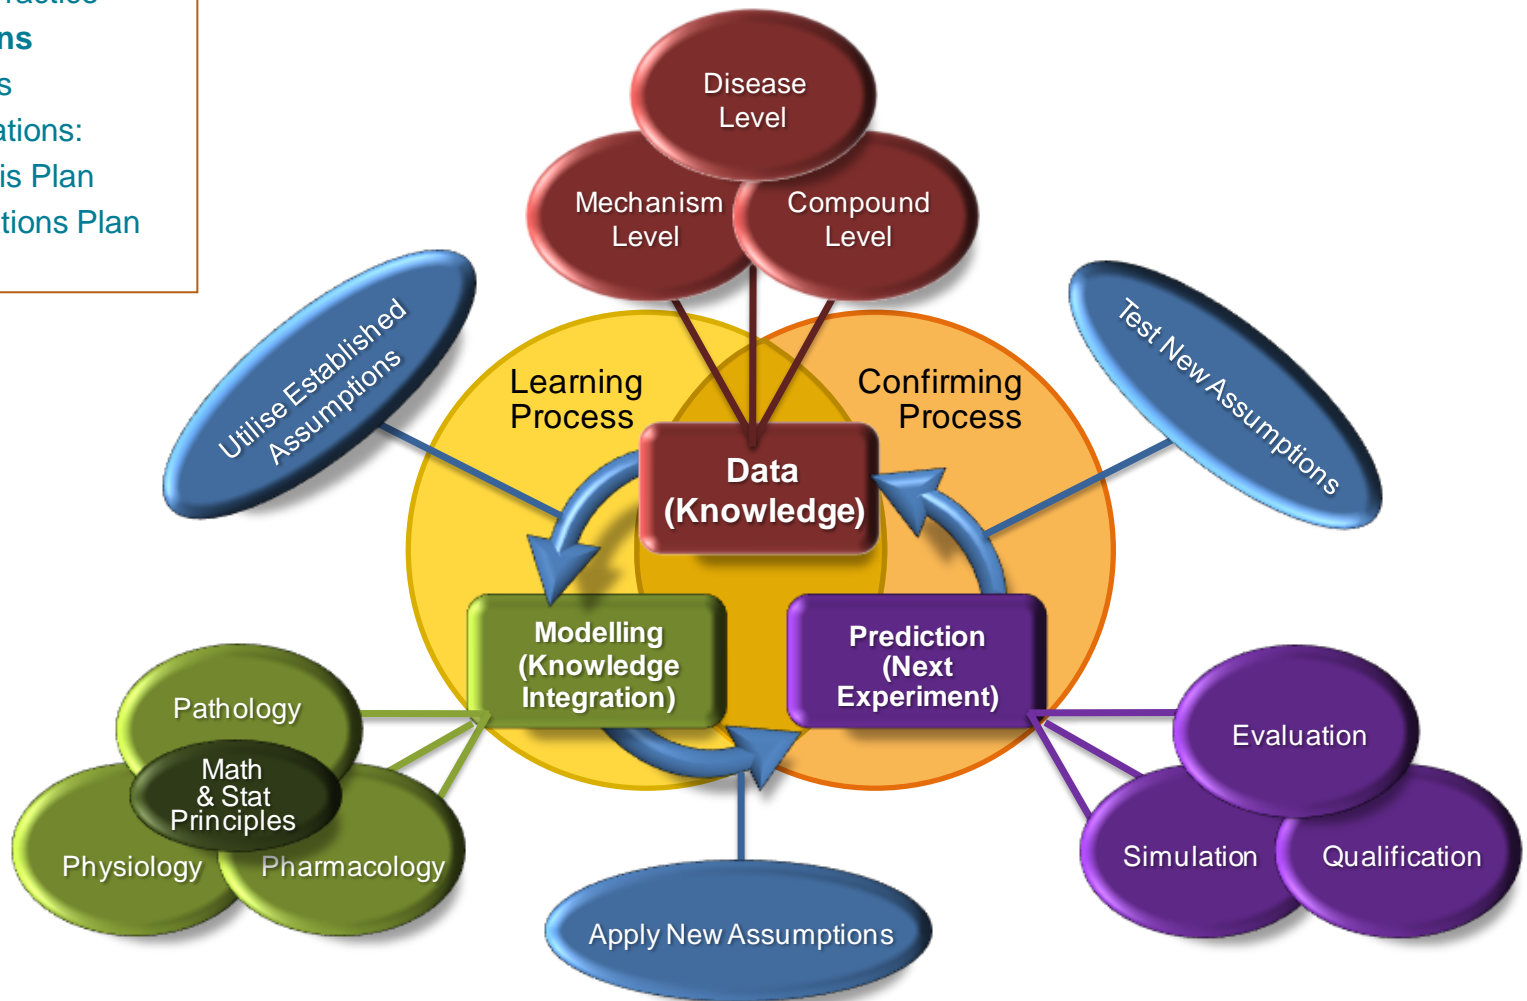 ns
s
ations:
is Plan
ations Plan
Disease
Level
Mechanism
Level
Compound
Level
Utilise Established
Assumptions
Test New Assumptions
Learning
Process
Confirming
Process
Data
(Knowledge)
Modelling
(Knowledge
Integration)
Prediction
(Next
Experiment)
Pathology
Math
& Stat
Principles
Physiology
Pharmacology
Evaluation
Simulation
Qualification
Apply New Assumptions